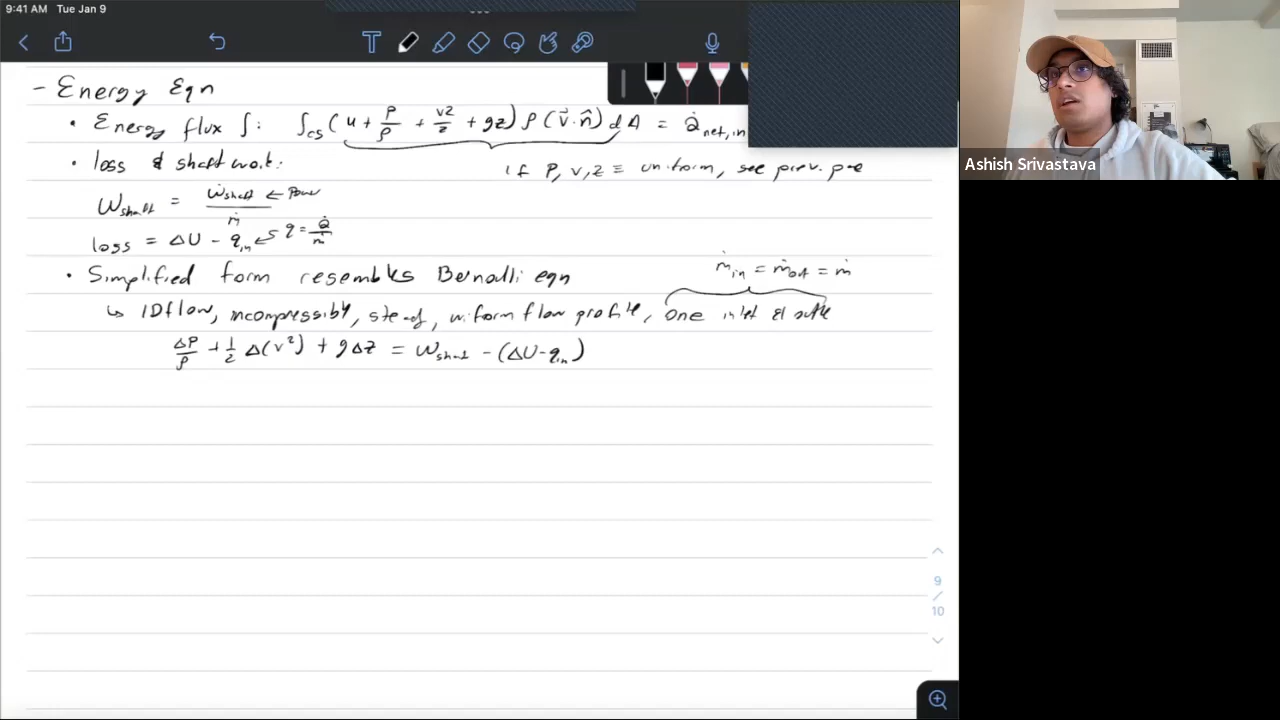 9:41 AM Tue Jan 9
- Energy Eqn
• Energy flux ∫: ∫cs (u + P/ρ + v2/2 + gz) ρ (v⃗·n̂) dA = Q̇net,in
• loss & shaft work:
if P, v, z ≡ uniform, see prev. pg
Wshaft = Ẇshaft/ṁ ← Power
loss = ΔU - qin ← q = Q̇/ṁ
• Simplified form resembles Bernoulli eqn
ṁin = ṁout = ṁ
↳ 1D flow, incompressible, steady, uniform flow profile, one inlet & outlet
ΔP/ρ + 1/2 Δ(v²) + gΔz = Wshaft - (ΔU - qin)
9
/
10
Ashish Srivastava